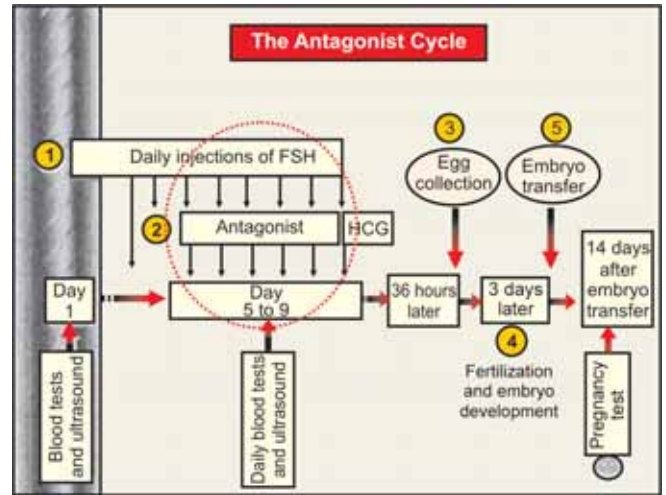 The Antagonist Cycle
1
Daily injections of FSH
2
Antagonist
HCG
3
Egg
collection
5
Embryo
transfer
Day
1
Day
5 to 9
36 hours
later
3 days
later
14 days
after
embryo
transfer
4
Fertilization
and embryo
development
Blood tests
and ultrasound
Daily blood tests
and ultrasound
Pregnancy
test